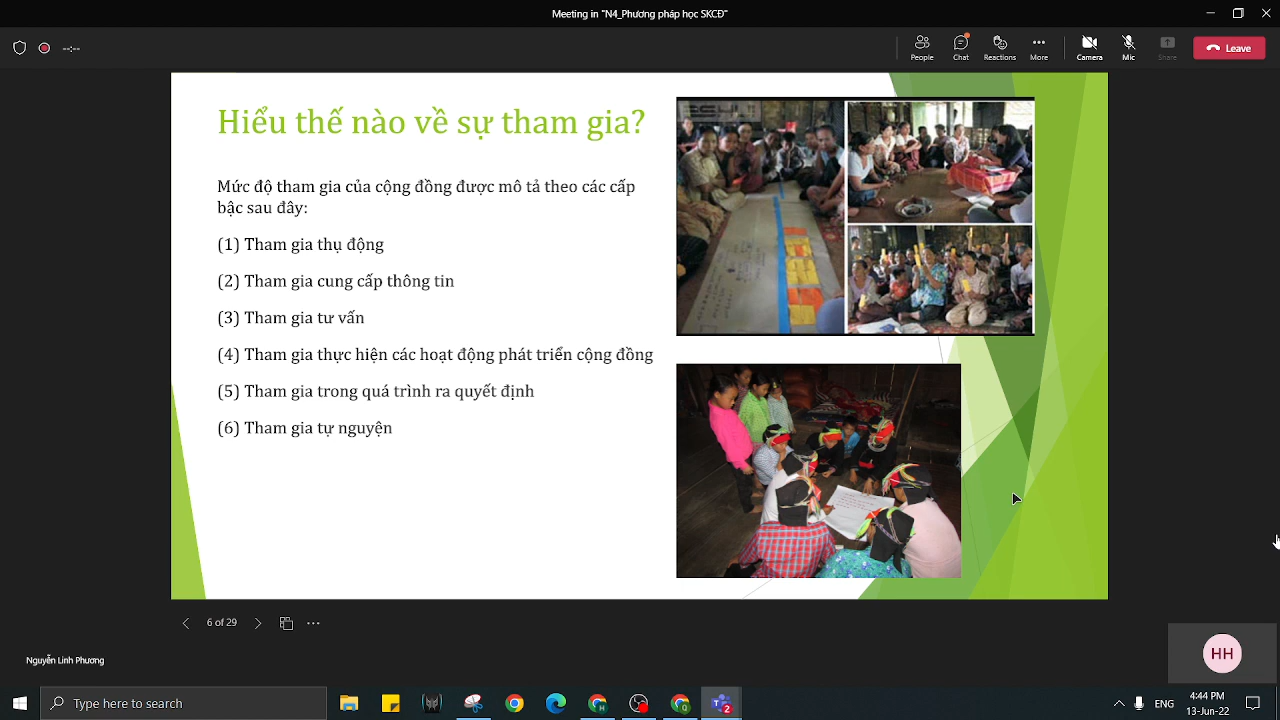 Meeting in "N4_Phương pháp học SKCĐ"
--:--
People
Chat
Reactions
More
Camera
Mic
Share
Leave
Hiểu thế nào về sự tham gia?
Mức độ tham gia của cộng đồng được mô tả theo các cấp
bậc sau đây:
(1) Tham gia thụ động
(2) Tham gia cung cấp thông tin
(3) Tham gia tư vấn
(4) Tham gia thực hiện các hoạt động phát triển cộng đồng
(5) Tham gia trong quá trình ra quyết định
(6) Tham gia tự nguyện
6 of 29
Nguyễn Linh Phương
HH
Type here to search
2
ENG
4:44 PM
13-Jun-22